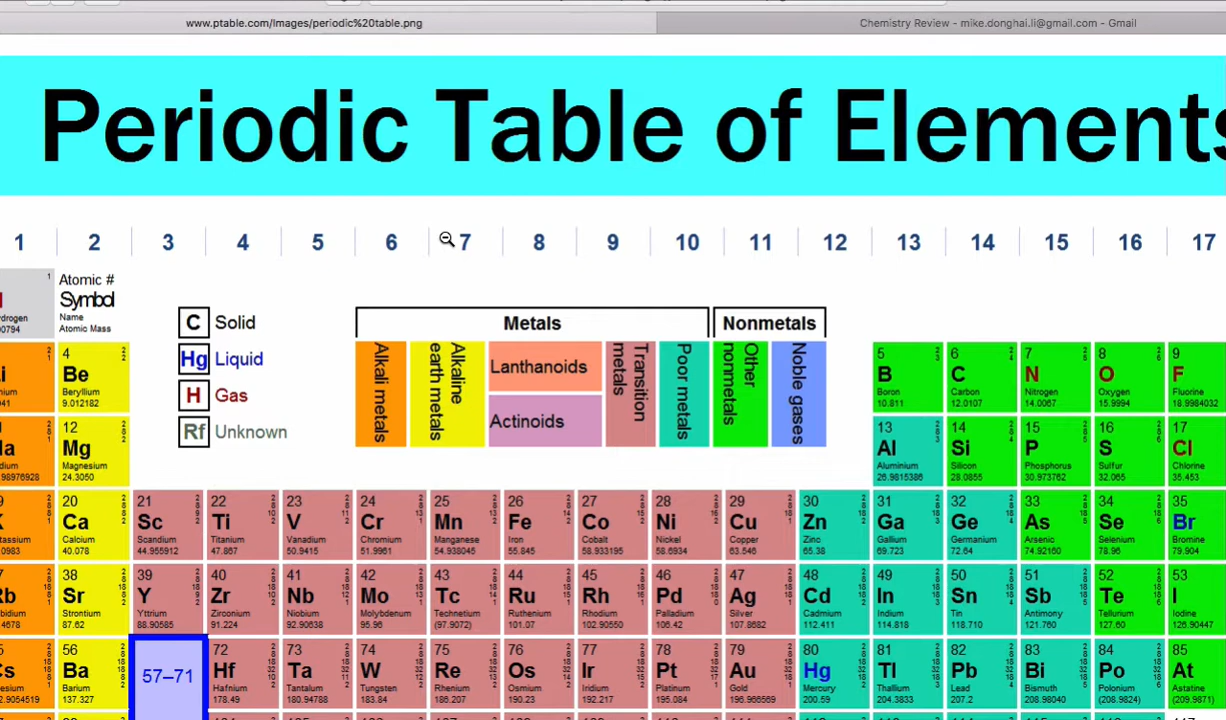 www.ptable.com/Images/periodic%20table.png
Chemistry Review - mike.donghai.li@gmail.com - Gmail
Periodic Table of Elements
1 2 3 4 5 6 7 8 9 10 11 12 13 14 15 16 17
Atomic #
Symbol
Name
Atomic Mass
C Solid
Hg Liquid
H Gas
Rf Unknown
Metals
Nonmetals
Alkali metals
Alkaline earth metals
Lanthanoids
Actinoids
Transition metals
Poor metals
Other nonmetals
Noble gases
4 5 6 7 8 9
Be B C N O F
Beryllium Boron Carbon Nitrogen Oxygen Fluorine
9.012182 10.811 12.0107 14.0067 15.9994 18.9984032
12 13 14 15 16 17
Mg Al Si P S Cl
Magnesium Aluminium Silicon Phosphorus Sulfur Chlorine
24.3050 26.9815386 28.0855 30.973762 32.065 35.453
20 21 22 23 24 25 26 27 28 29 30 31 32 33 34 35
Ca Sc Ti V Cr Mn Fe Co Ni Cu Zn Ga Ge As Se Br
Calcium Scandium Titanium Vanadium Chromium Manganese Iron Cobalt Nickel Copper Zinc Gallium Germanium Arsenic Selenium Bromine
40.078 44.955912 47.867 50.9415 51.9961 54.938045 55.845 58.933195 58.6934 63.546 65.38 69.723 72.64 74.92160 78.96 79.904
38 39 40 41 42 43 44 45 46 47 48 49 50 51 52 53
Sr Y Zr Nb Mo Tc Ru Rh Pd Ag Cd In Sn Sb Te I
Strontium Yttrium Zirconium Niobium Molybdenum Technetium Ruthenium Rhodium Palladium Silver Cadmium Indium Tin Antimony Tellurium Iodine
87.62 88.90585 91.224 92.90638 95.96 (97.9072) 101.07 102.90550 106.42 107.8682 112.411 114.818 118.710 121.760 127.60 126.90447
56 57–71 72 73 74 75 76 77 78 79 80 81 82 83 84 85
Ba Hf Ta W Re Os Ir Pt Au Hg Tl Pb Bi Po At
Barium Hafnium Tantalum Tungsten Rhenium Osmium Iridium Platinum Gold Mercury Thallium Lead Bismuth Polonium Astatine
137.327 178.49 180.94788 183.84 186.207 190.23 192.217 195.084 196.966569 200.59 204.3833 207.2 208.98040 (208.9824) (209.9871)